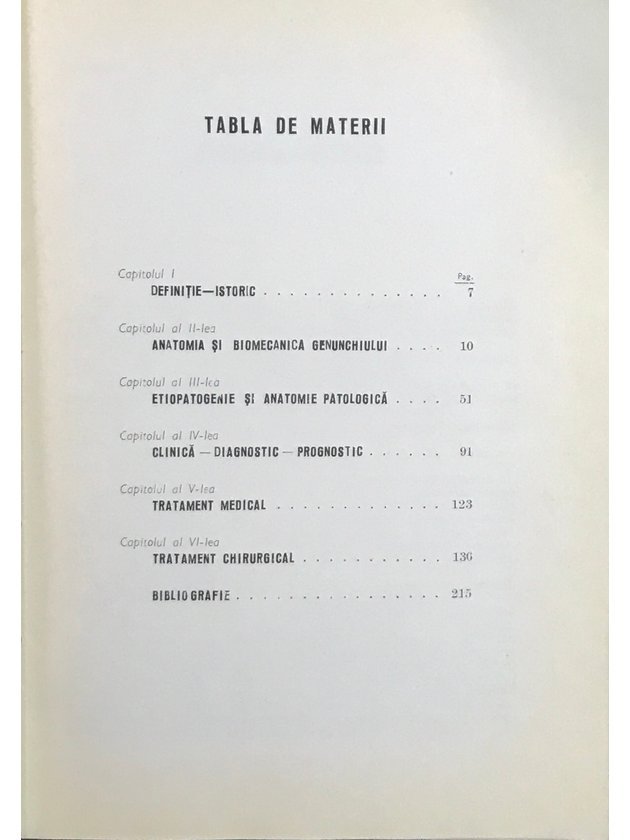 TABLA DE MATERII
Capitolul I
Pag.
DEFINIȚIE—ISTORIC . . . . . . . . . . . . . . 7
Capitolul al II-lea
ANATOMIA ŞI BIOMECANICA GENUNCHIULUI . . . . 10
Capitolul al III-lea
ETIOPATOGENIE ŞI ANATOMIE PATOLOGICĂ . . . . 51
Capitolul al IV-lea
CLINICĂ — DIAGNOSTIC — PROGNOSTIC . . . . . . 91
Capitolul al V-lea
TRATAMENT MEDICAL . . . . . . . . . . . . . 123
Capitolul al VI-lea
TRATAMENT CHIRURGICAL . . . . . . . . . . . 136
BIBLIOGRAFIE . . . . . . . . . . . . . . . . 215